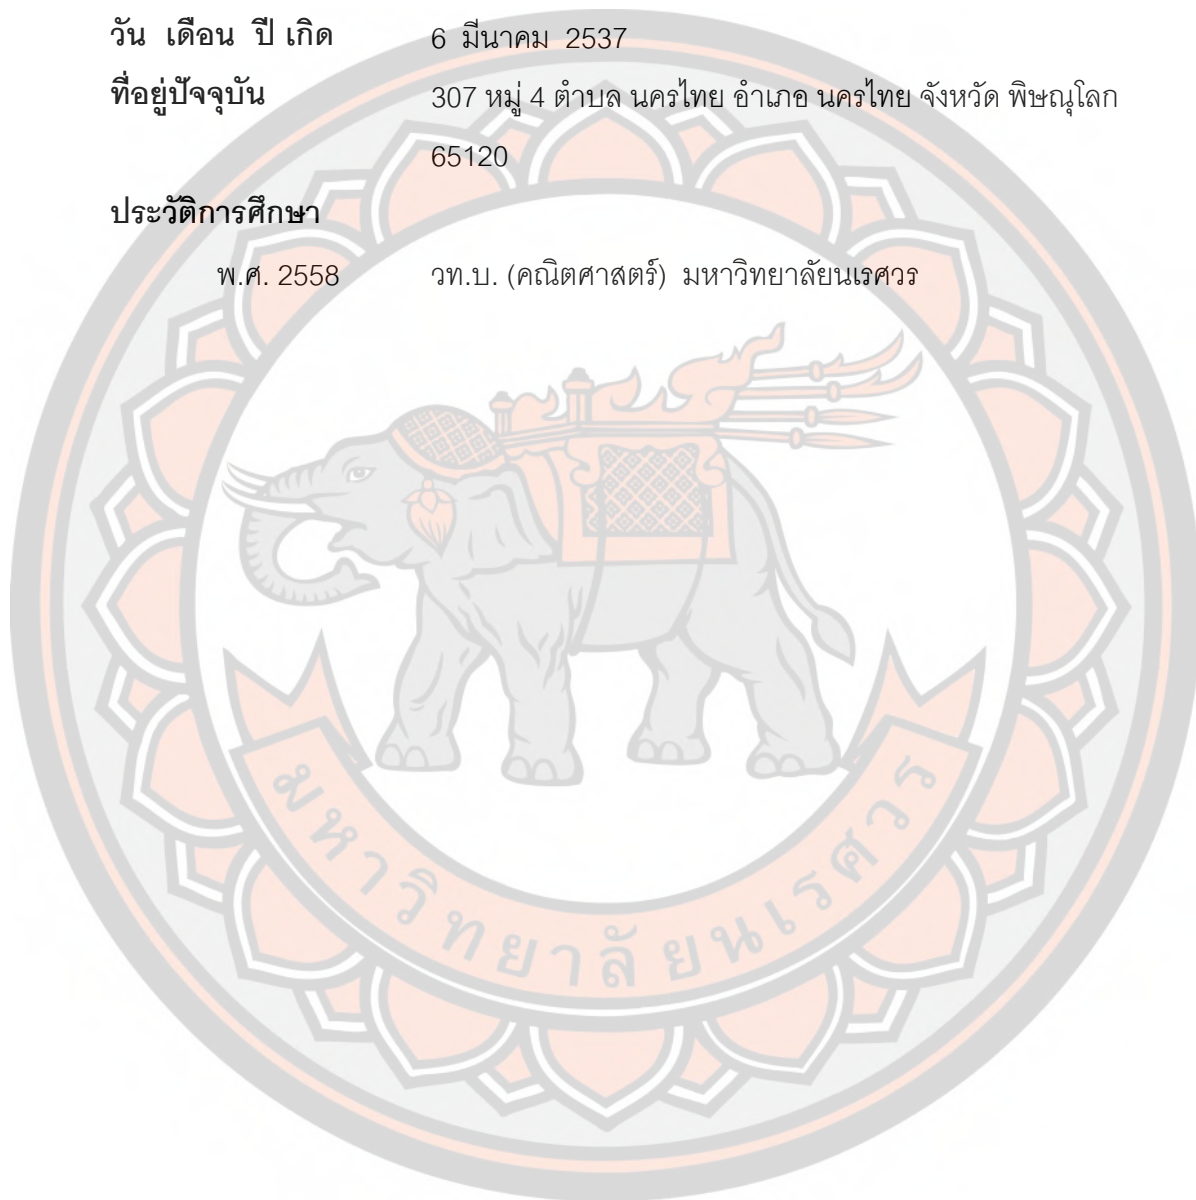 วัน เดือน ปี เกิด 6 มีนาคม 2537
ที่อยู่ปัจจุบัน 307 หมู่ 4 ตำบล นครไทย อำเภอ นครไทย จังหวัด พิษณุโลก
65120
ประวัติการศึกษา
พ.ศ. 2558 วท.บ. (คณิตศาสตร์) มหาวิทยาลัยนเรศวร
มหาวิทยาลัยนเรศวร